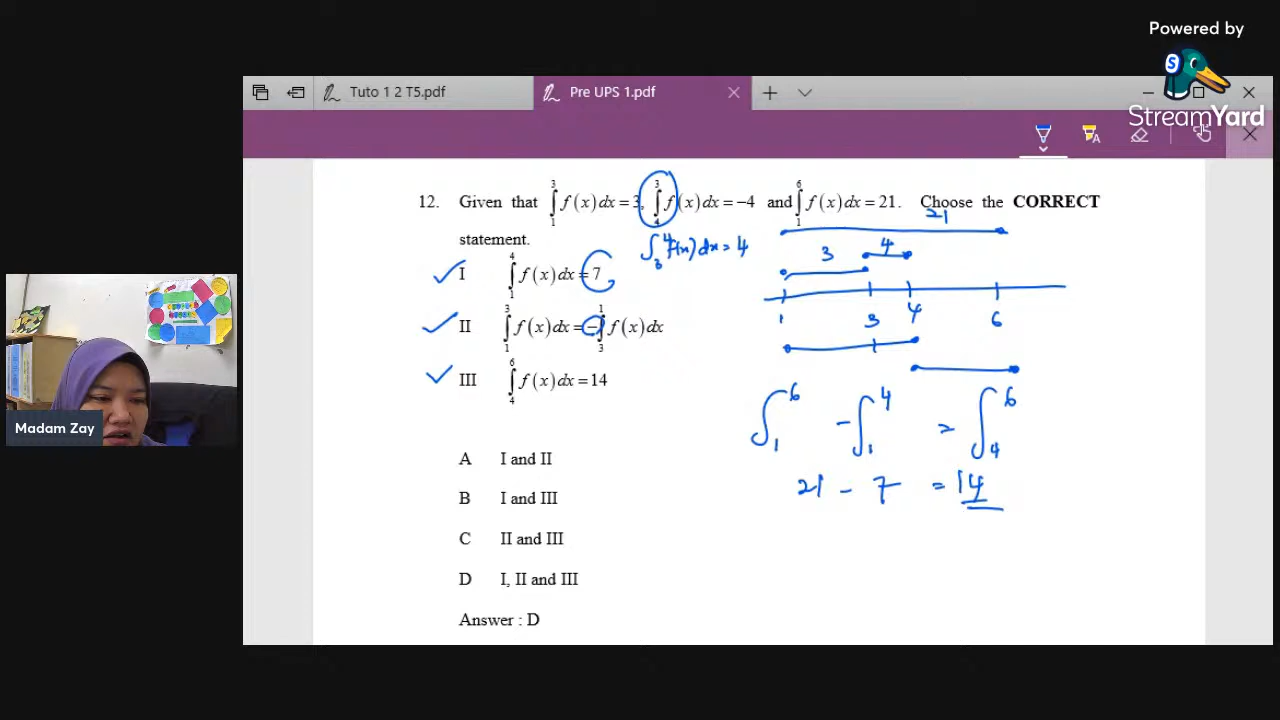 Powered by
StreamYard
Tuto 1 2 T5.pdf
Pre UPS 1.pdf
12. Given that ∫₁³ f(x)dx = 3, ∫₄³ f(x)dx = −4 and ∫₁⁶ f(x)dx = 21. Choose the CORRECT
statement.
∫₃⁴ f(x)dx = 4
21
3 4
1 3 4 6
I ∫₁⁴ f(x)dx = 7
II ∫₁³ f(x)dx = −∫₃¹ f(x)dx
III ∫₄⁶ f(x)dx = 14
∫₁⁶ − ∫₁⁴ = ∫₄⁶
21 − 7 = 14
A I and II
B I and III
C II and III
D I, II and III
Answer : D
Madam Zay